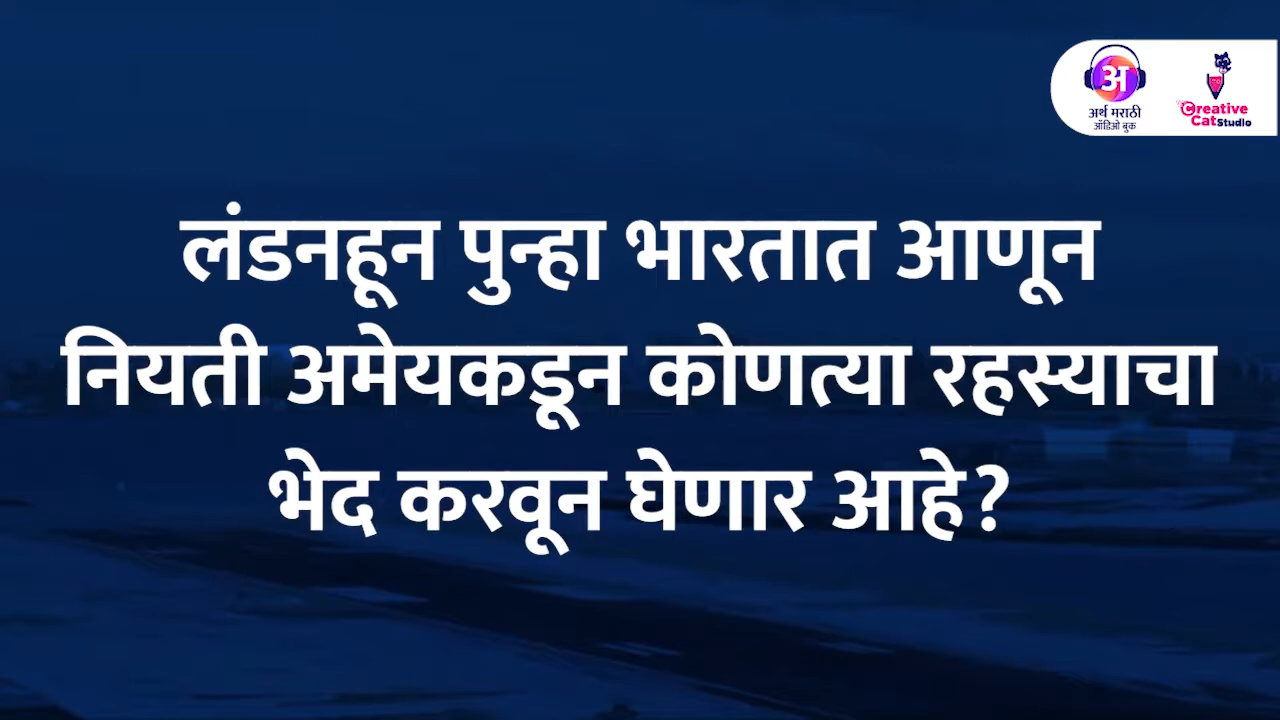 अ
अर्थ मराठी
ऑडिओ बुक
Creative
Cat Studio
लंडनहून पुन्हा भारतात आणून
नियती अमेयकडून कोणत्या रहस्याचा
भेद करवून घेणार आहे?